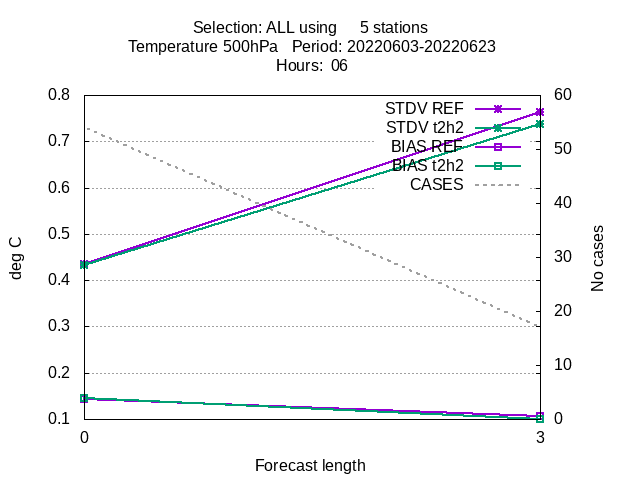 Selection: ALL using     5 stations
Temperature 500hPa   Period: 20220603-20220623
Hours:  06
0.8
0.7
0.6
0.5
0.4
0.3
0.2
0.1
deg C
STDV REF
STDV t2h2
BIAS REF
BIAS t2h2
CASES
60
50
40
30
20
10
0
No cases
0
3
Forecast length